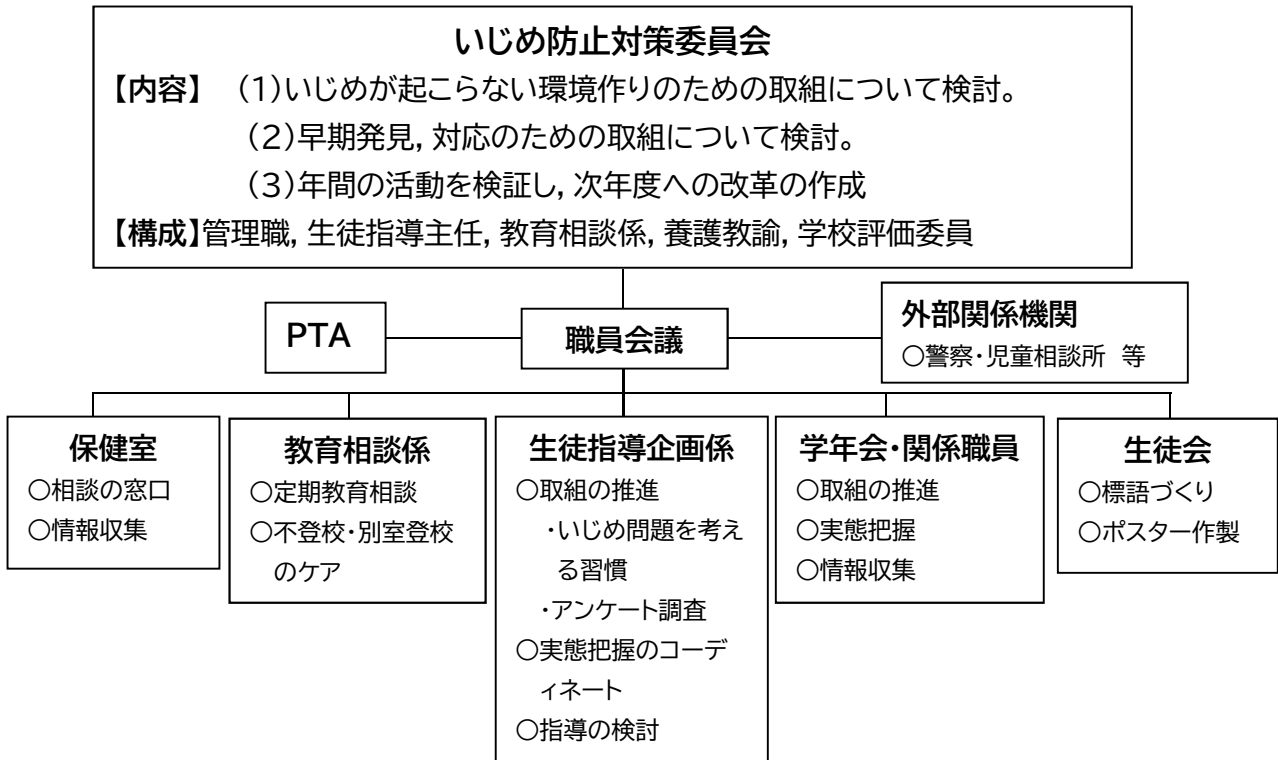 いじめ防止対策委員会
【内容】 (1)いじめが起こらない環境作りのための取組について検討。
(2)早期発見，対応のための取組について検討。
(3)年間の活動を検証し，次年度への改革の作成
【構成】管理職，生徒指導主任，教育相談係，養護教諭，学校評価委員
PTA
職員会議
外部関係機関
○警察・児童相談所 等
保健室
○相談の窓口
○情報収集
教育相談係
○定期教育相談
○不登校・別室登校
のケア
生徒指導企画係
○取組の推進
・いじめ問題を考え
る習慣
・アンケート調査
○実態把握のコーデ
ィネート
○指導の検討
学年会・関係職員
○取組の推進
○実態把握
○情報収集
生徒会
○標語づくり
○ポスター作製